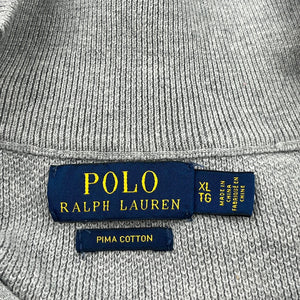 POLO
RALPH LAUREN
XL
TG
MADE IN
CHINA
FABRIQUÉ EN
CHINE
PIMA COTTON